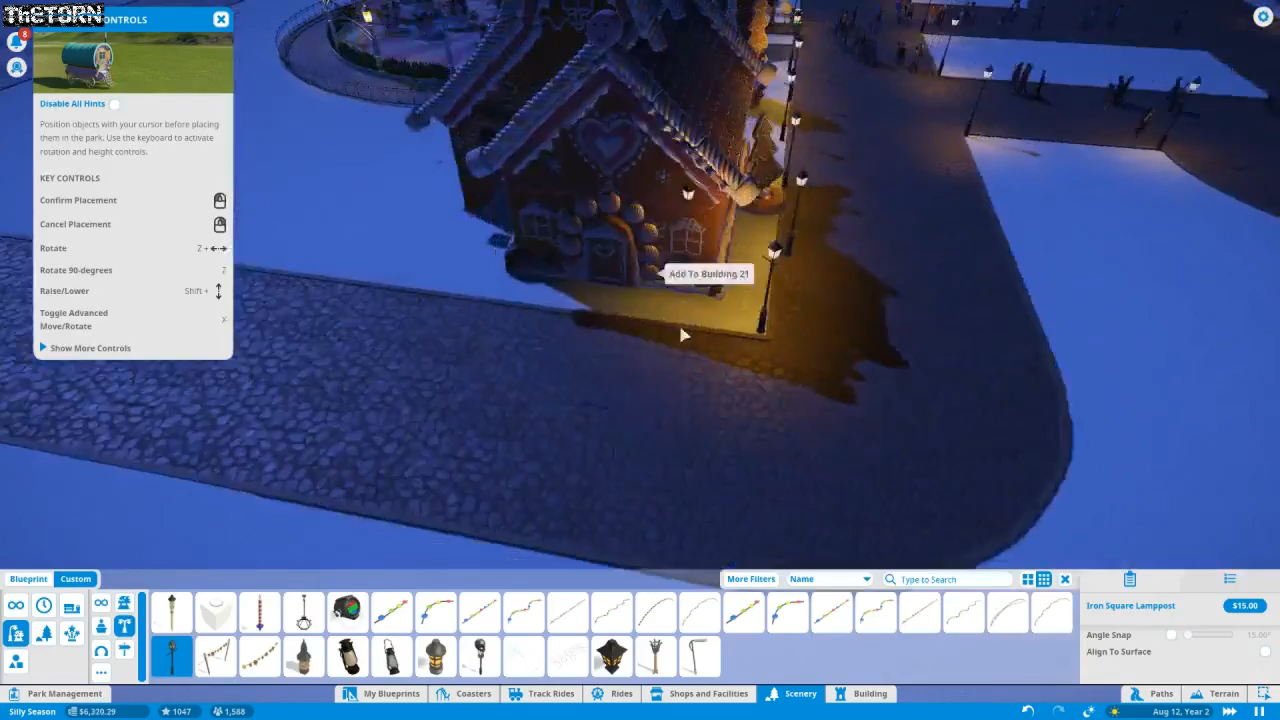 TheTorn
CONTROLS
8
Disable All Hints
Position objects with your cursor before placing
them in the park. Use the keyboard to activate
rotation and height controls.
KEY CONTROLS
Confirm Placement
Cancel Placement
Rotate Z +
Rotate 90-degrees Z
Raise/Lower Shift +
Toggle Advanced
Move/Rotate X
Show More Controls
Add To Building 21
Blueprint Custom More Filters Name Type to Search
Iron Square Lamppost $15.00
Angle Snap 15.00°
Align To Surface
Park Management My Blueprints Coasters Track Rides Rides Shops and Facilities Scenery Building Paths Terrain
Silly Season $6,320.29 1047 1,588 Aug 12, Year 2